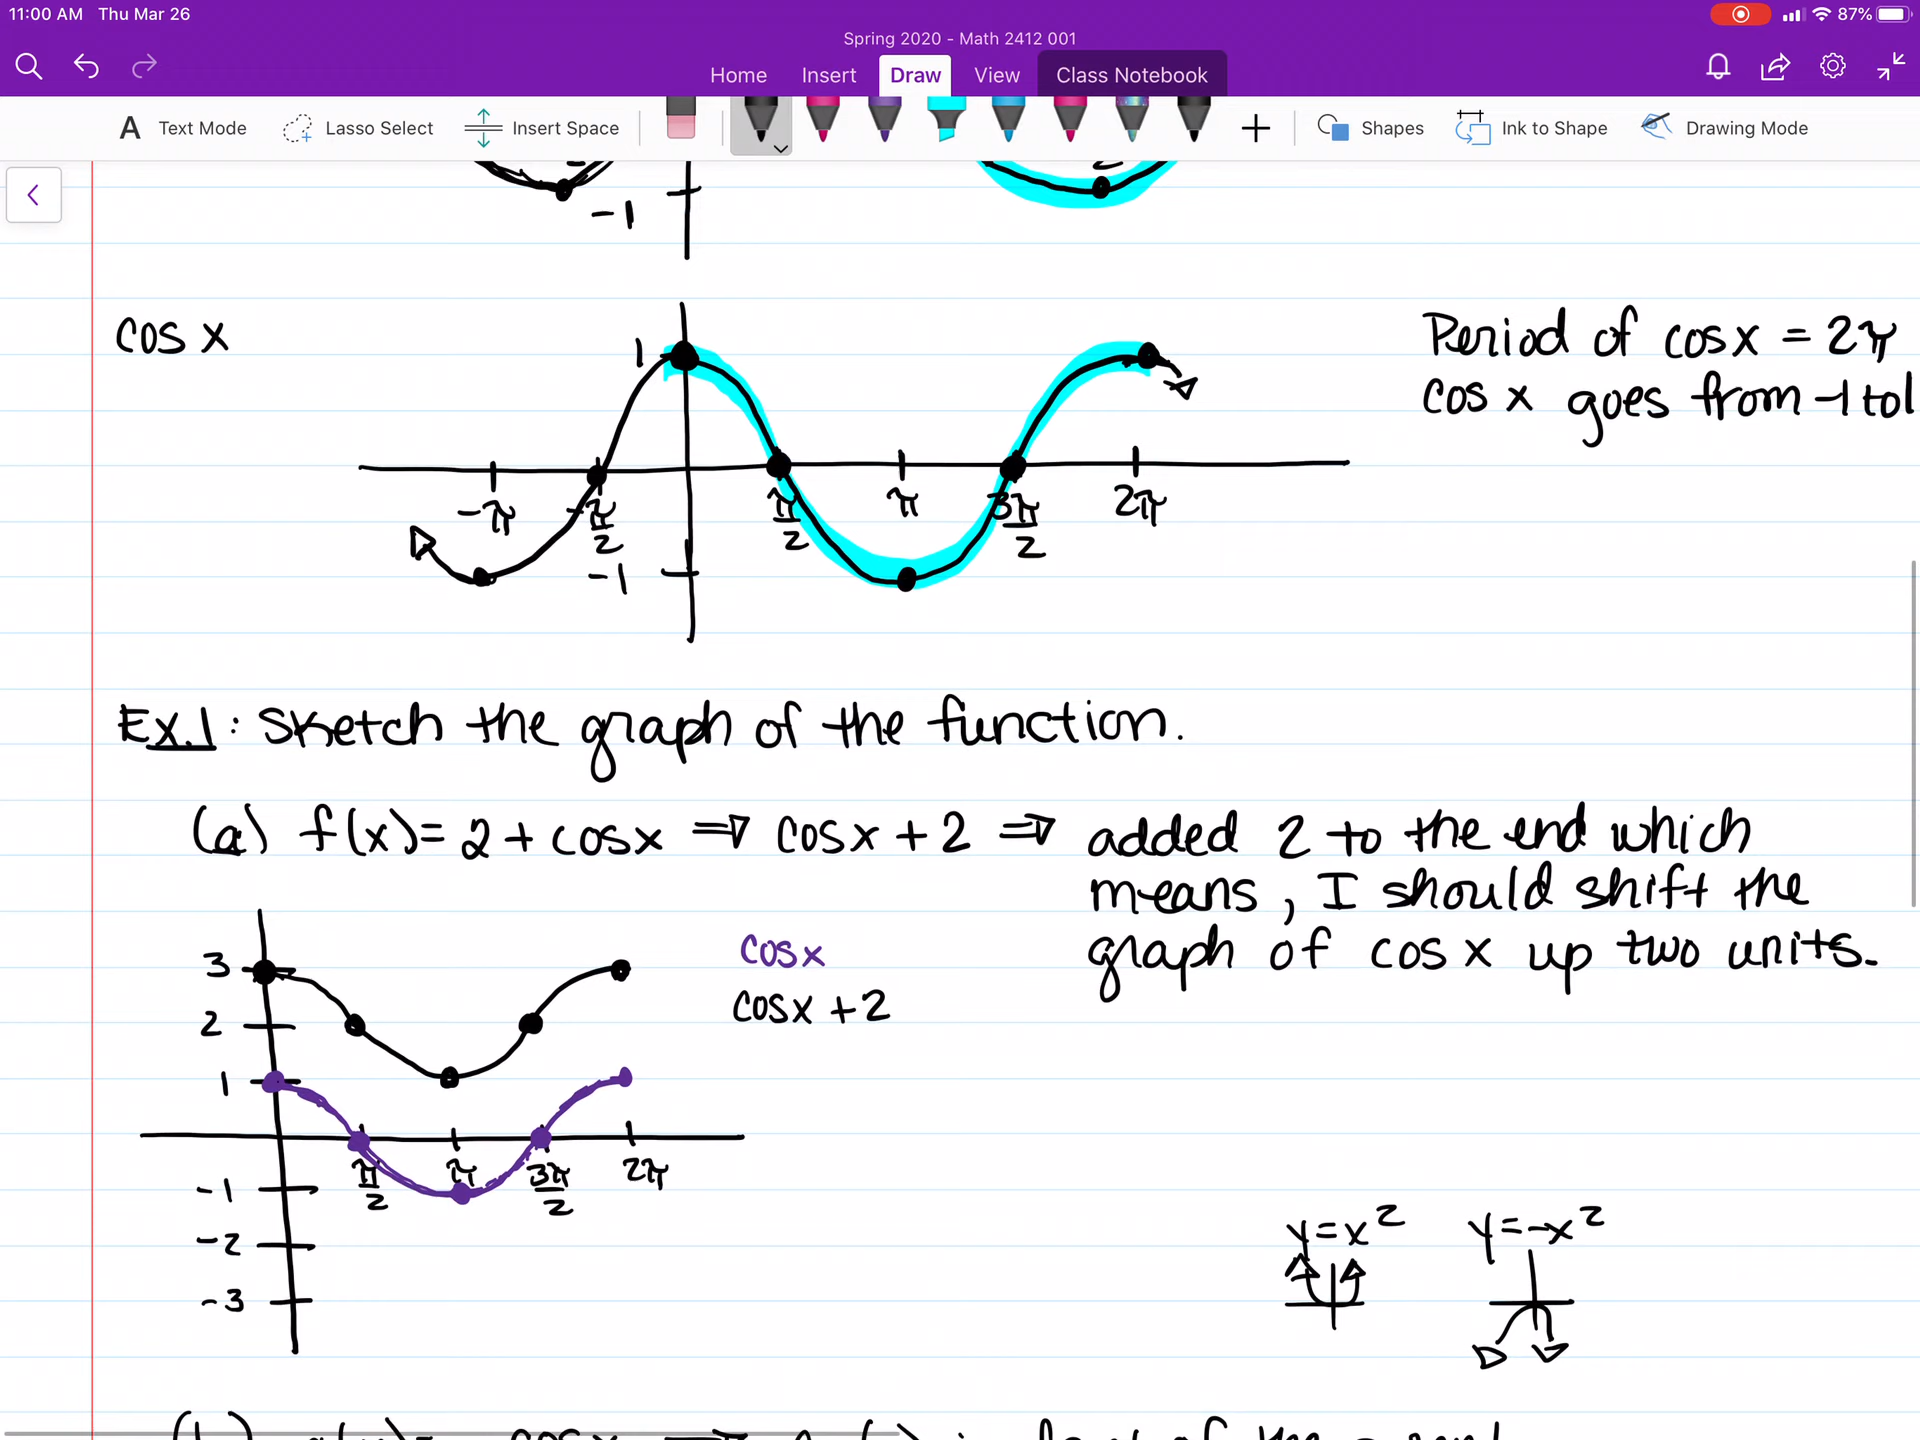 11:00 AM Thu Mar 26
87%
Spring 2020 - Math 2412 001
Home Insert Draw View Class Notebook
A Text Mode Lasso Select Insert Space Shapes Ink to Shape Drawing Mode
-1
cos x
1
-π -π/2 π/2 π 3π/2 2π
-1
Period of cos x = 2π
cos x goes from -1 to 1
Ex.1: Sketch the graph of the function.
(a) f(x) = 2 + cosx ⇒ cosx + 2 ⇒ added 2 to the end which
means, I should shift the
graph of cos x up two units.
cosx
cosx + 2
3
2
1
π/2 π 3π/2 2π
-1
-2
-3
y = x² y = -x²